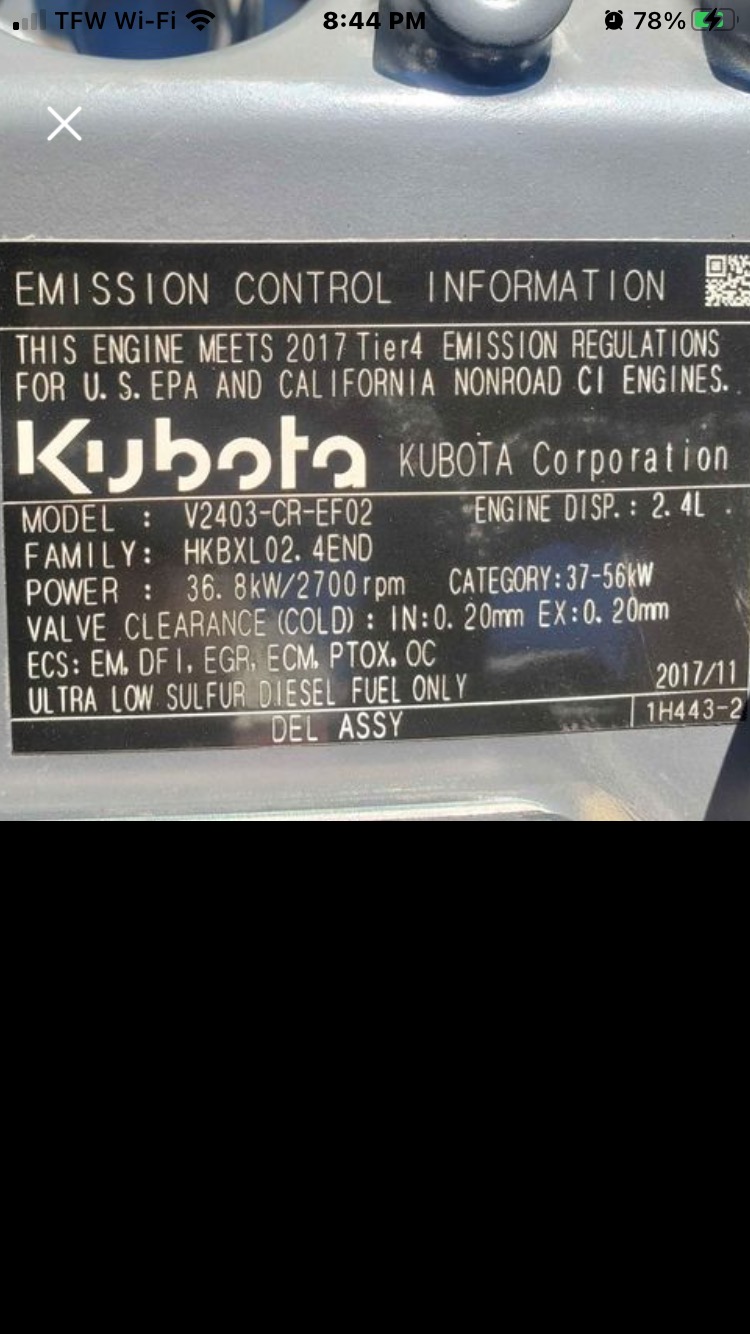 TFW Wi-Fi 8:44 PM 78%
EMISSION CONTROL INFORMATION
THIS ENGINE MEETS 2017 Tier4 EMISSION REGULATIONS
FOR U.S.EPA AND CALIFORNIA NONROAD CI ENGINES.
Kubota KUBOTA Corporation
MODEL : V2403-CR-EF02 ENGINE DISP.: 2.4L
FAMILY: HKBXL02.4END
POWER : 36.8kW/2700rpm CATEGORY:37-56kW
VALVE CLEARANCE (COLD) : IN:0.20mm EX:0.20mm
ECS: EM, DFI, EGR, ECM, PTOX, OC
ULTRA LOW SULFUR DIESEL FUEL ONLY 2017/11
DEL ASSY 1H443-2